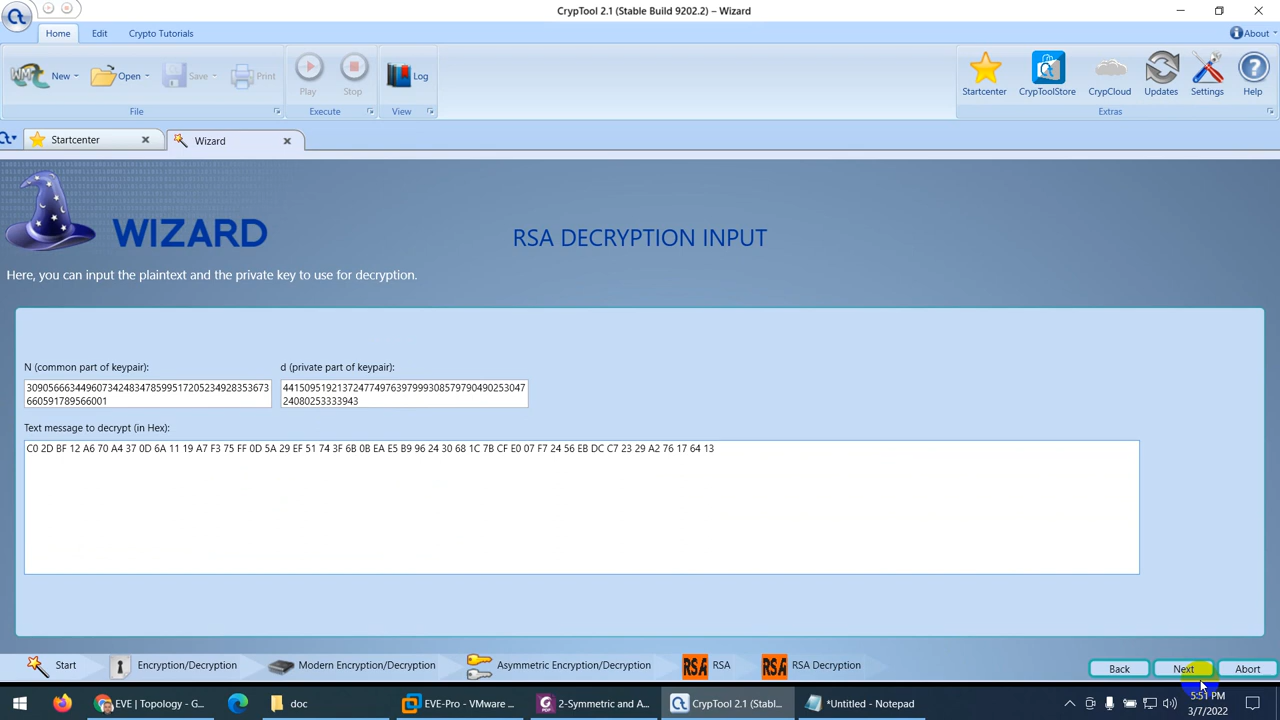 CrypTool 2.1 (Stable Build 9202.2) – Wizard
Home Edit Crypto Tutorials About
New Open Save Print Play Stop Log Startcenter CrypToolStore CrypCloud Updates Settings Help
File Execute View Extras
Startcenter Wizard
WIZARD
RSA DECRYPTION INPUT
Here, you can input the plaintext and the private key to use for decryption.
N (common part of keypair): d (private part of keypair):
309056663449607342483478599517205234928353673 441509519213724774976397999308579790490253047
660591789566001 24080253333943
Text message to decrypt (in Hex):
C0 2D BF 12 A6 70 A4 37 0D 6A 11 19 A7 F3 75 FF 0D 5A 29 EF 51 74 3F 6B 0B EA E5 B9 96 24 30 68 1C 7B CF E0 07 F7 24 56 EB DC C7 23 29 A2 76 17 64 13
Start Encryption/Decryption Modern Encryption/Decryption Asymmetric Encryption/Decryption RSA RSA RSA RSA Decryption Back Next Abort
EVE | Topology - G... doc EVE-Pro - VMware ... 2-Symmetric and A... CrypTool 2.1 (Stabl... *Untitled - Notepad 5:51 PM
3/7/2022